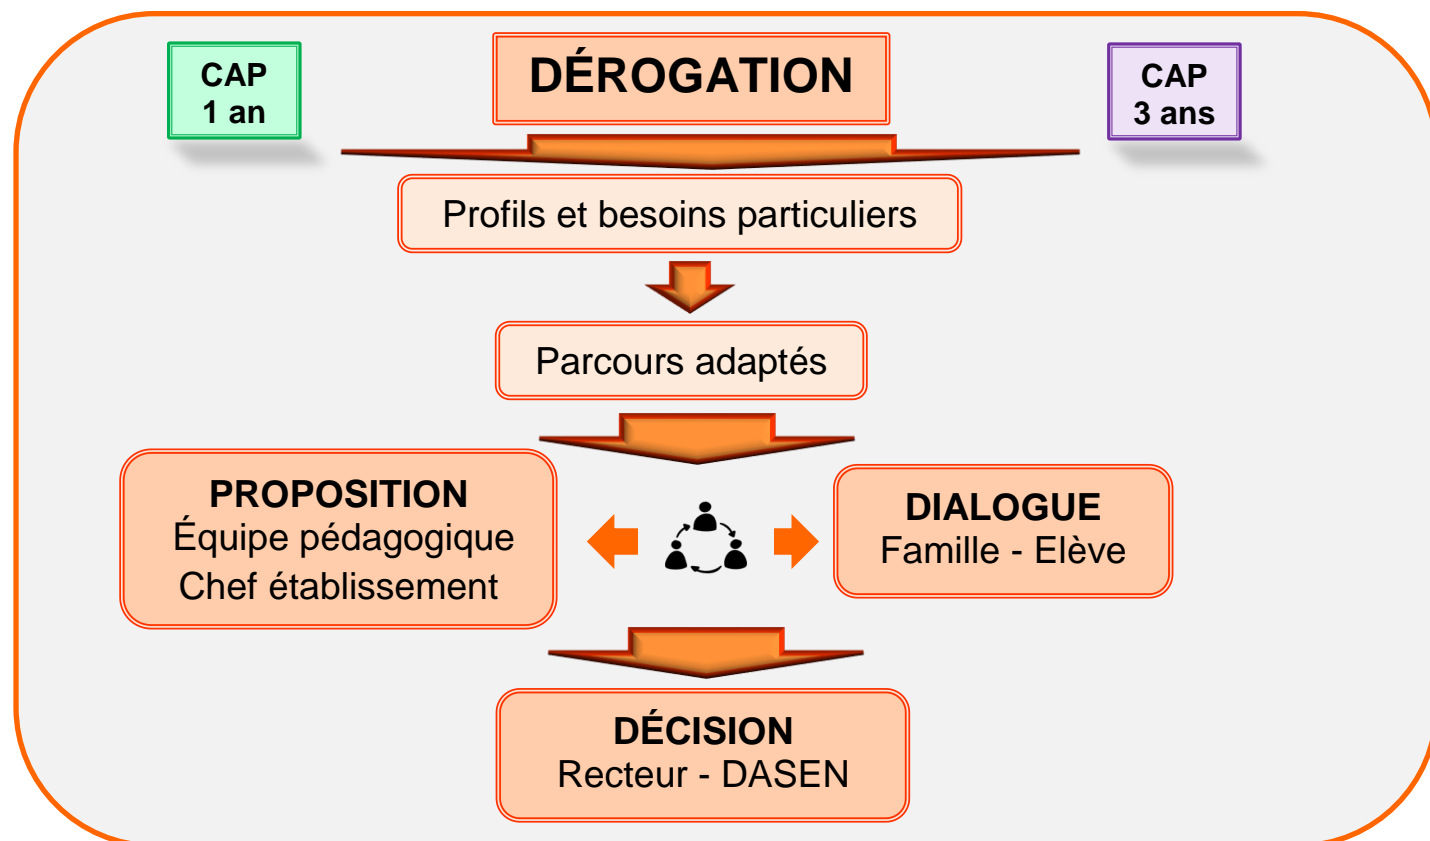 CAP
1 an
DÉROGATION
CAP
3 ans
Profils et besoins particuliers
Parcours adaptés
PROPOSITION
Équipe pédagogique
Chef établissement
DIALOGUE
Famille - Elève
DÉCISION
Recteur - DASEN